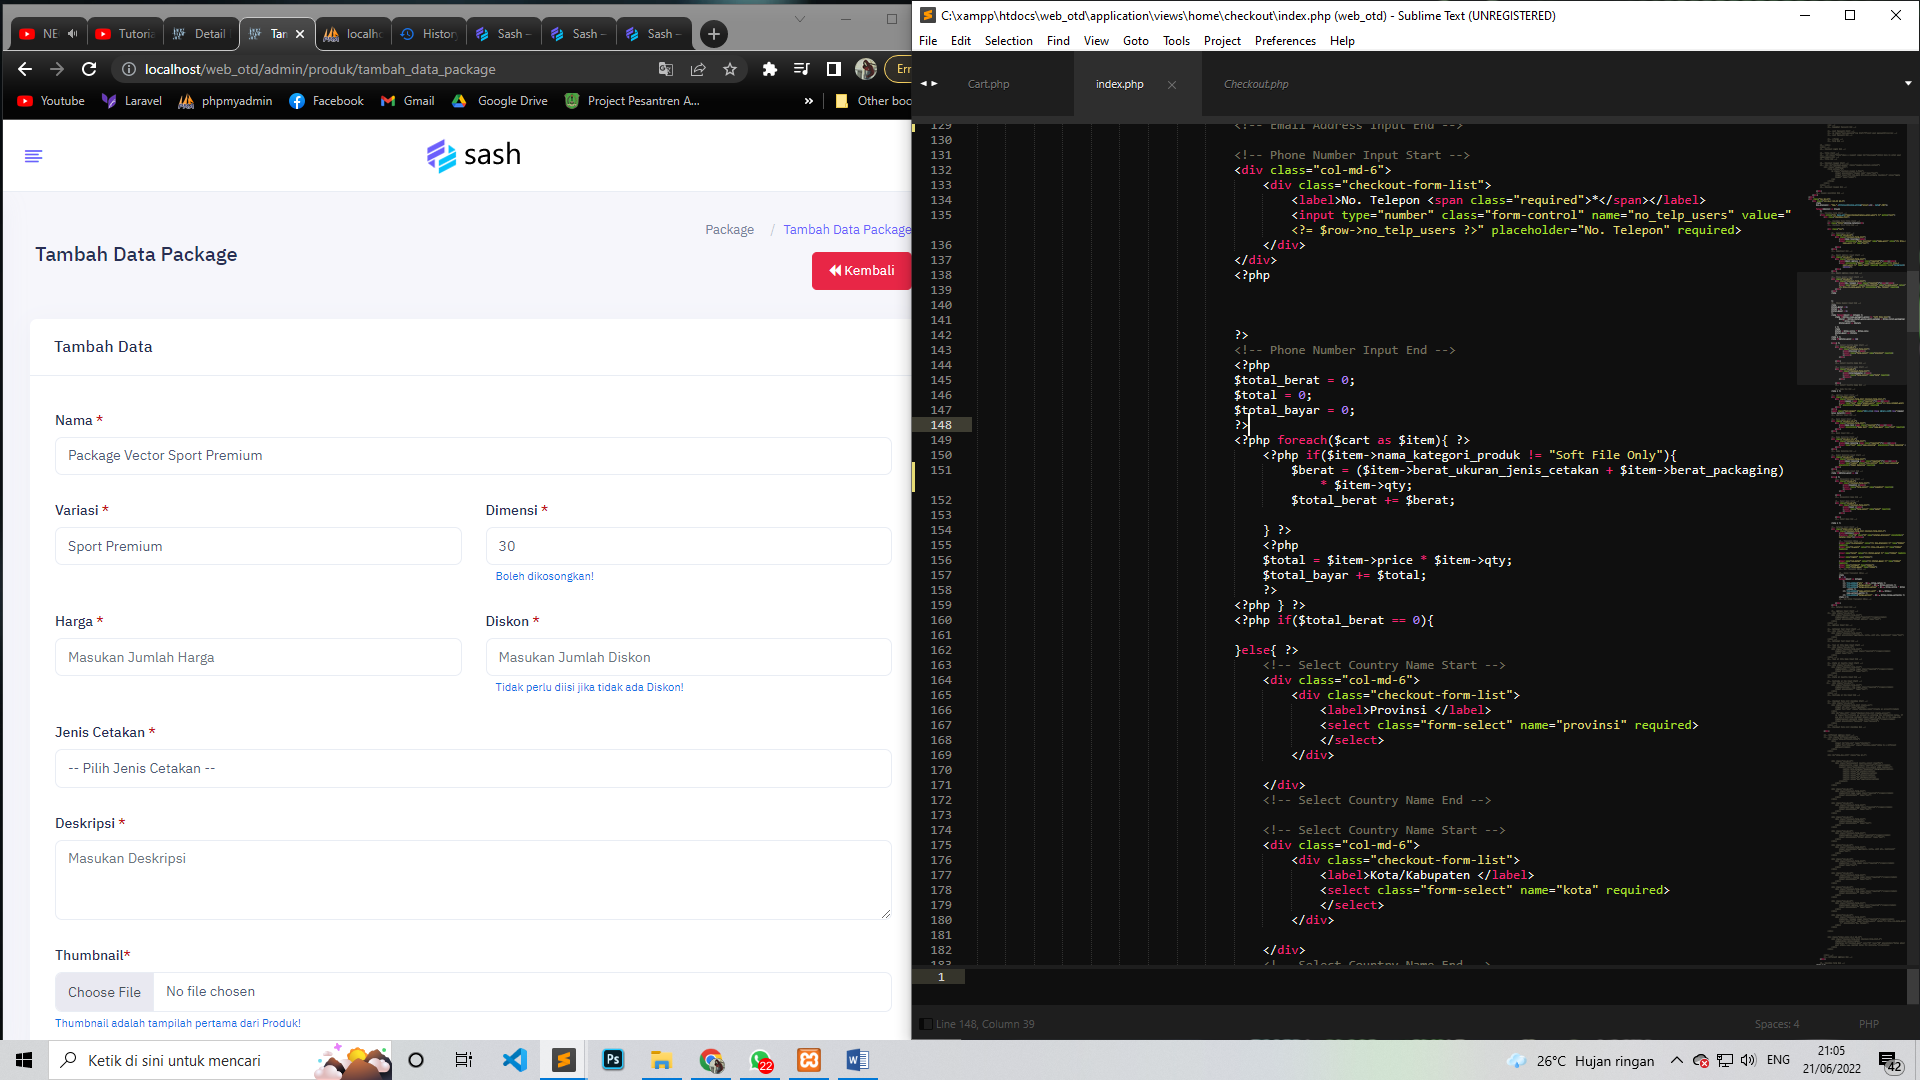 NE
Tutoria
Detail
Tan
localho
History
Sash -
Sash -
Sash -
localhost/web_otd/admin/produk/tambah_data_package
Err
Youtube
Laravel
phpmyadmin
Facebook
Gmail
Google Drive
Project Pesantren A...
»
Other boo
sash
Package / Tambah Data Package
Tambah Data Package
Kembali
Tambah Data
Nama *
Package Vector Sport Premium
Variasi *
Dimensi *
Sport Premium
30
Boleh dikosongkan!
Harga *
Diskon *
Masukan Jumlah Harga
Masukan Jumlah Diskon
Tidak perlu diisi jika tidak ada Diskon!
Jenis Cetakan *
-- Pilih Jenis Cetakan --
Deskripsi *
Masukan Deskripsi
Thumbnail*
Choose File No file chosen
Thumbnail adalah tampilah pertama dari Produk!
C:\xampp\htdocs\web_otd\application\views\home\checkout\index.php (web_otd) - Sublime Text (UNREGISTERED)
File Edit Selection Find View Goto Tools Project Preferences Help
Cart.php
index.php
Checkout.php
129 <!-- Email Address Input End -->
130
131 <!-- Phone Number Input Start -->
132 <div class="col-md-6">
133 <div class="checkout-form-list">
134 <label>No. Telepon <span class="required">*</span></label>
135 <input type="number" class="form-control" name="no_telp_users" value="
<?= $row->no_telp_users ?>" placeholder="No. Telepon" required>
136 </div>
137 </div>
138 <?php
139
140
141
142 ?>
143 <!-- Phone Number Input End -->
144 <?php
145 $total_berat = 0;
146 $total = 0;
147 $total_bayar = 0;
148 ?>
149 <?php foreach($cart as $item){ ?>
150 <?php if($item->nama_kategori_produk != "Soft File Only"){
151 $berat = ($item->berat_ukuran_jenis_cetakan + $item->berat_packaging)
* $item->qty;
152 $total_berat += $berat;
153
154 } ?>
155 <?php
156 $total = $item->price * $item->qty;
157 $total_bayar += $total;
158 ?>
159 <?php } ?>
160 <?php if($total_berat == 0){
161
162 }else{ ?>
163 <!-- Select Country Name Start -->
164 <div class="col-md-6">
165 <div class="checkout-form-list">
166 <label>Provinsi </label>
167 <select class="form-select" name="provinsi" required>
168 </select>
169 </div>
170
171 </div>
172 <!-- Select Country Name End -->
173
174 <!-- Select Country Name Start -->
175 <div class="col-md-6">
176 <div class="checkout-form-list">
177 <label>Kota/Kabupaten </label>
178 <select class="form-select" name="kota" required>
179 </select>
180 </div>
181
182 </div>
183 <!-- Select Country Name End -->
1
Line 148, Column 39
Spaces: 4
PHP
Ketik di sini untuk mencari
Ps
22
26°C Hujan ringan
ENG
21:05
21/06/2022
42